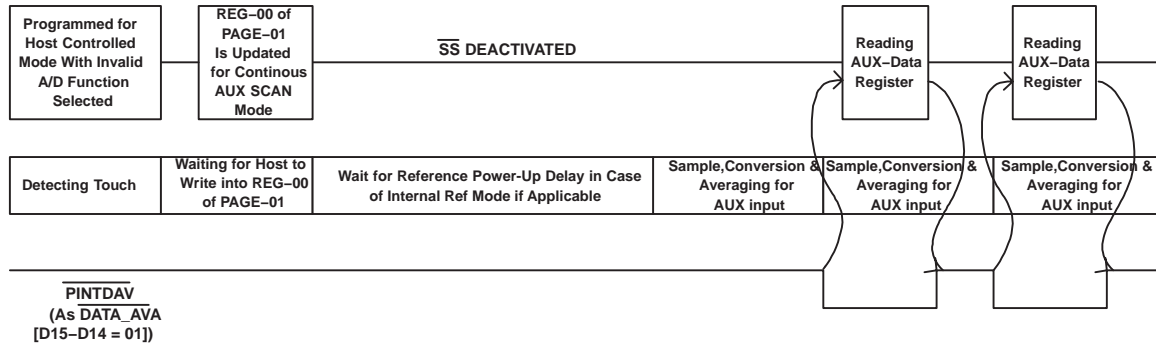 Programmed for
Host Controlled
Mode With Invalid
A/D Function
Selected
REG−00 of
PAGE−01
Is Updated
for Continous
AUX SCAN
Mode
SS DEACTIVATED
Reading
AUX−Data
Register
Reading
AUX−Data
Register
Detecting Touch
Waiting for Host to
Write into REG−00
of PAGE−01
Wait for Reference Power-Up Delay in Case
of Internal Ref Mode if Applicable
Sample,Conversion &
Averaging for
AUX input
Sample,Conversion &
Averaging for
AUX input
Sample,Conversion &
Averaging for
AUX input
PINTDAV
(As DATA_AVA
[D15−D14 = 01])